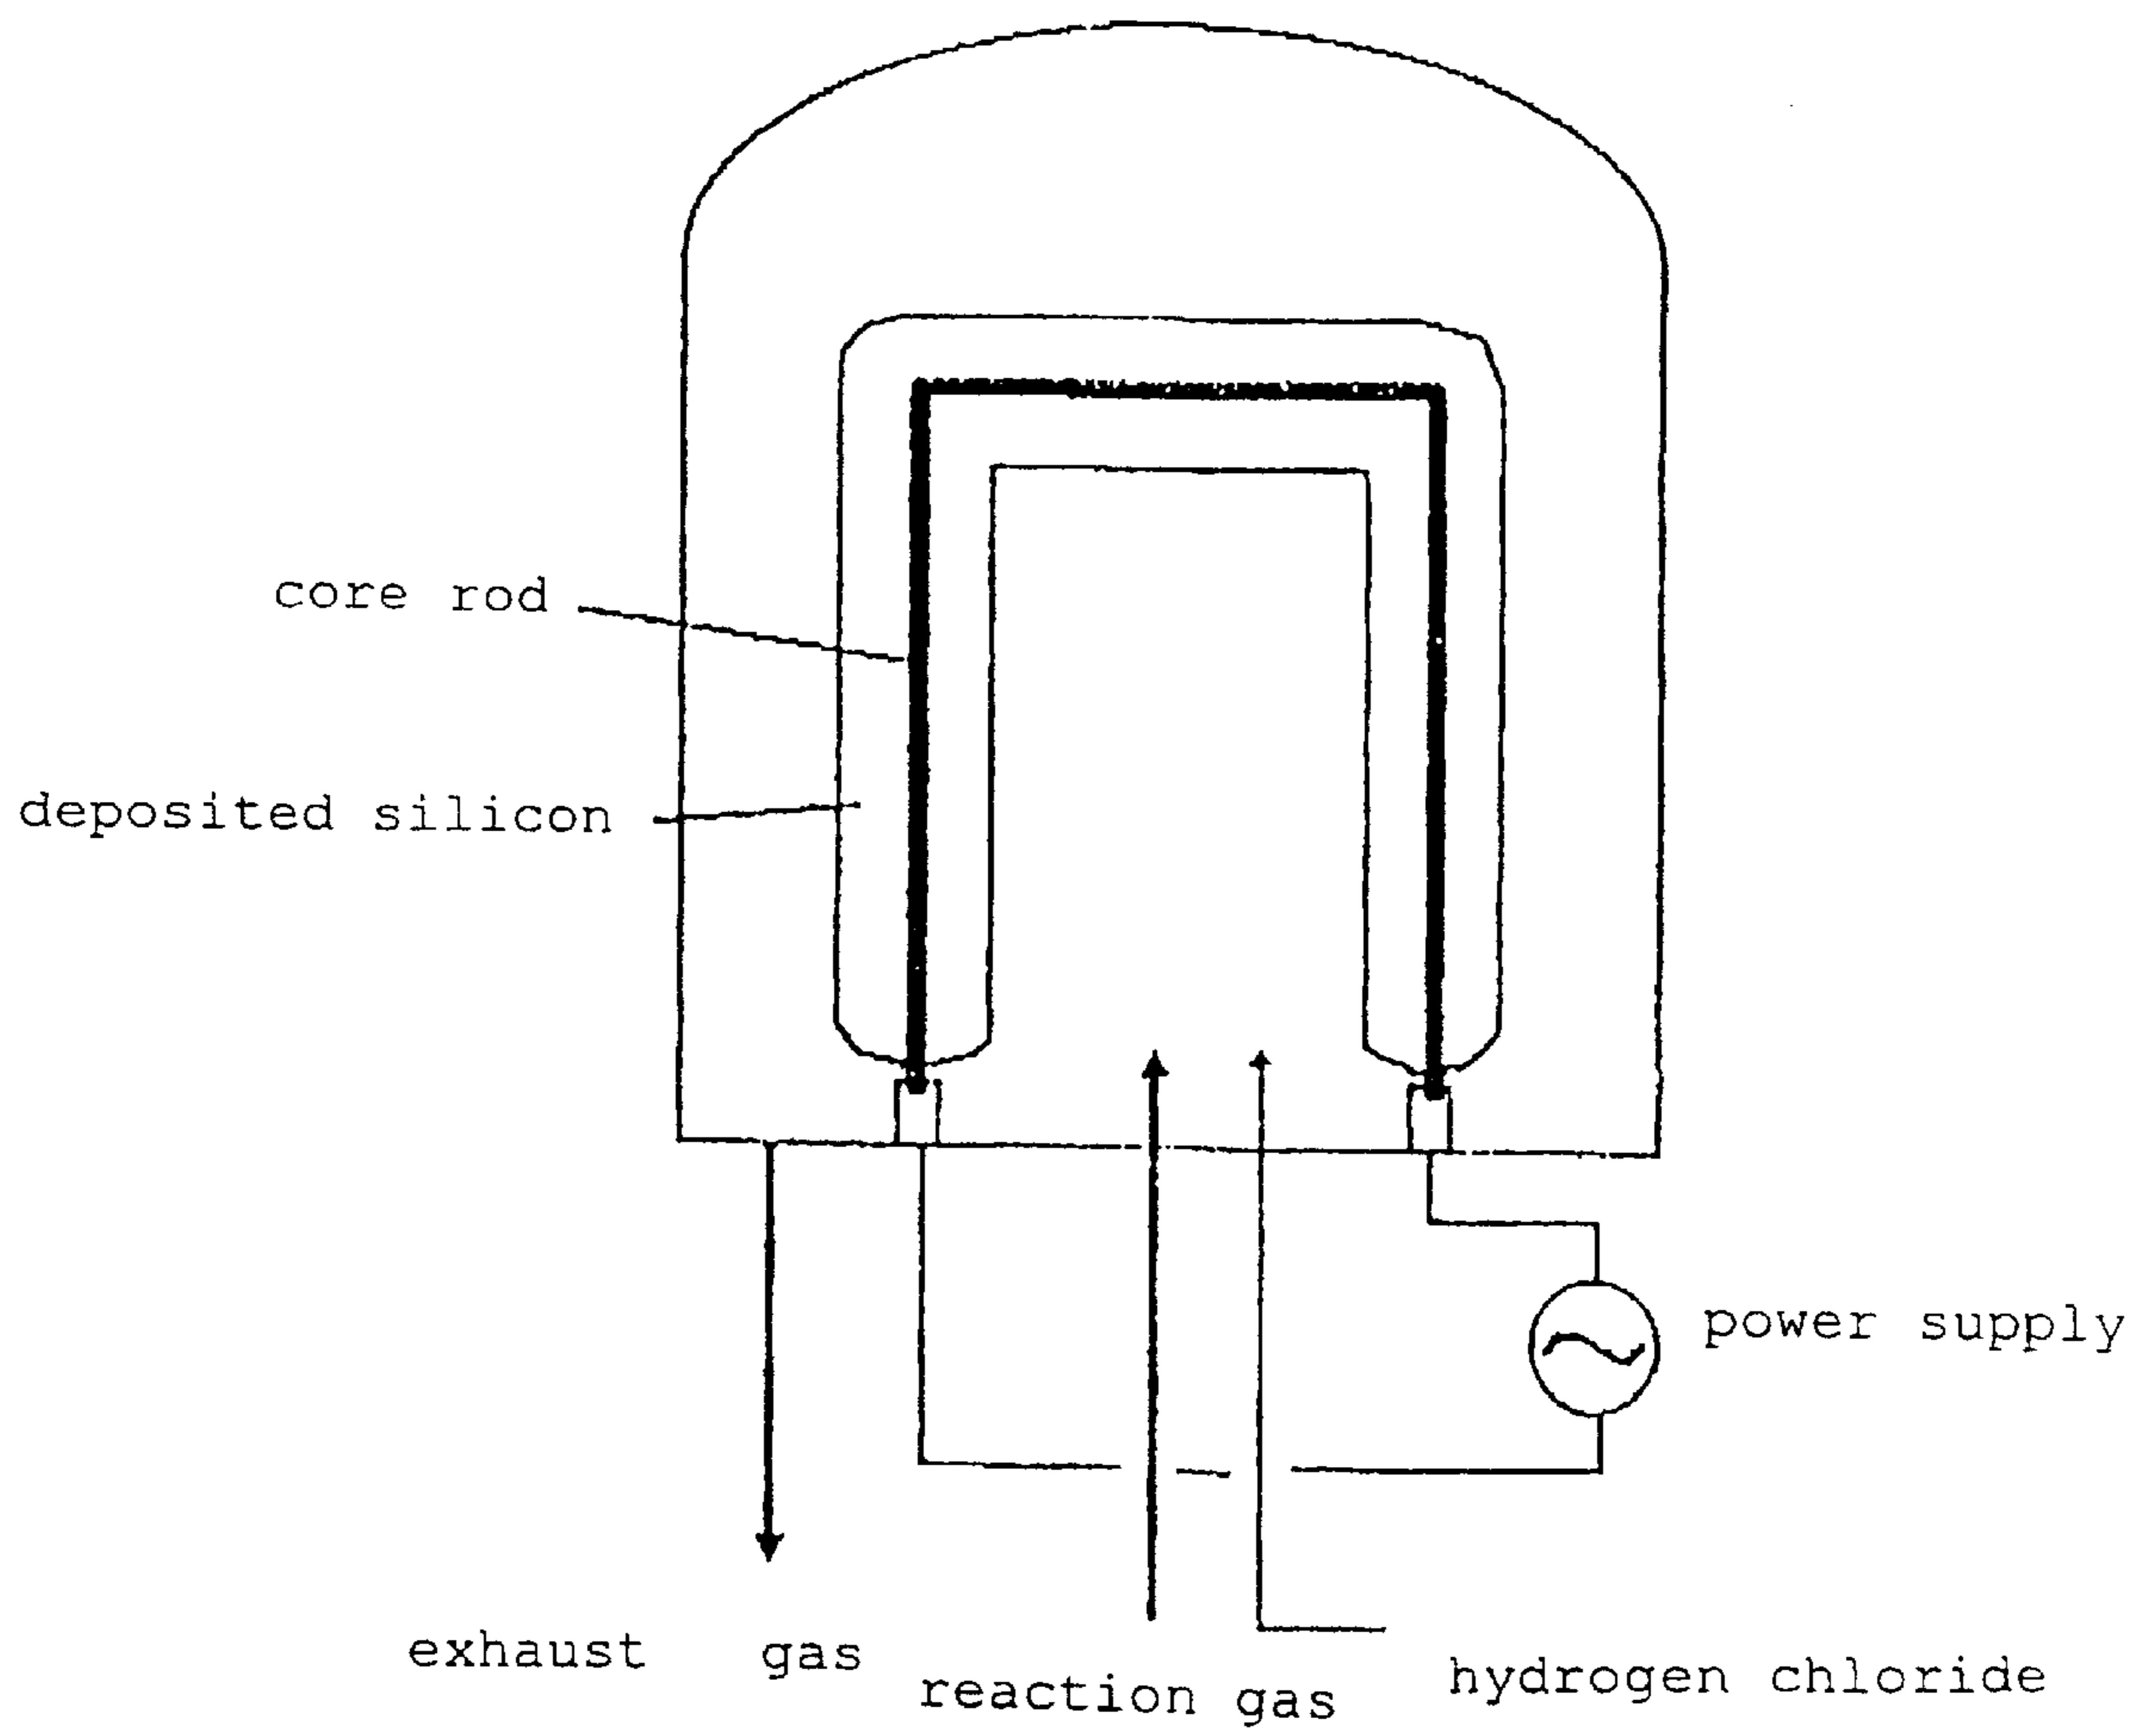 core rod
deposited silicon
power supply
exhaust gas
reaction gas
hydrogen chloride